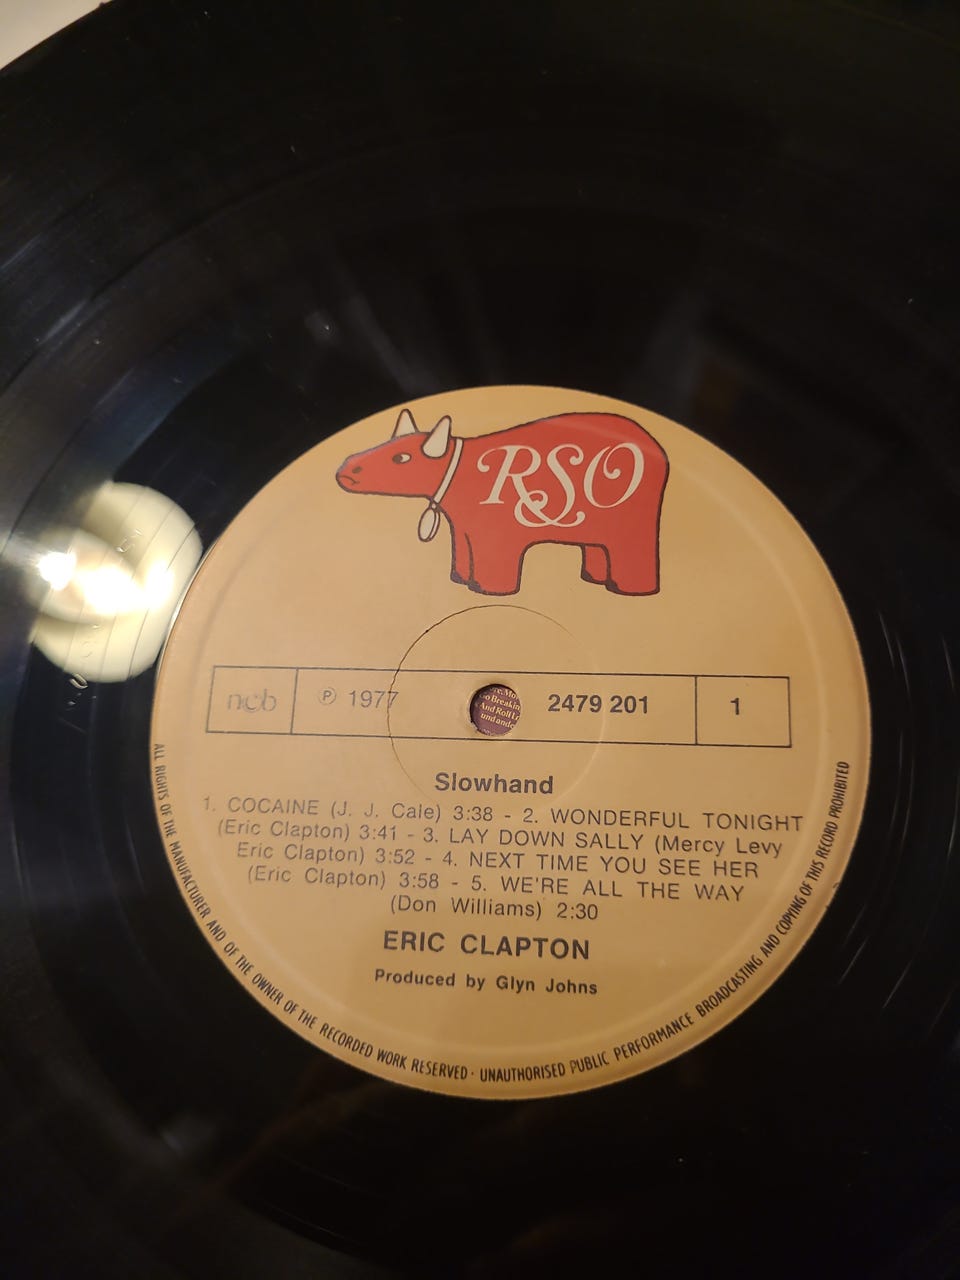 RSO
ncb ℗ 1977 2479 201 1
Slowhand
1. COCAINE (J. J. Cale) 3:38 - 2. WONDERFUL TONIGHT
(Eric Clapton) 3:41 - 3. LAY DOWN SALLY (Mercy Levy
Eric Clapton) 3:52 - 4. NEXT TIME YOU SEE HER
(Eric Clapton) 3:58 - 5. WE'RE ALL THE WAY
(Don Williams) 2:30
ERIC CLAPTON
Produced by Glyn Johns
ALL RIGHTS OF THE MANUFACTURER AND OF THE OWNER OF THE RECORDED WORK RESERVED · UNAUTHORISED PUBLIC PERFORMANCE BROADCASTING AND COPYING OF THIS RECORD PROHIBITED
And Roll